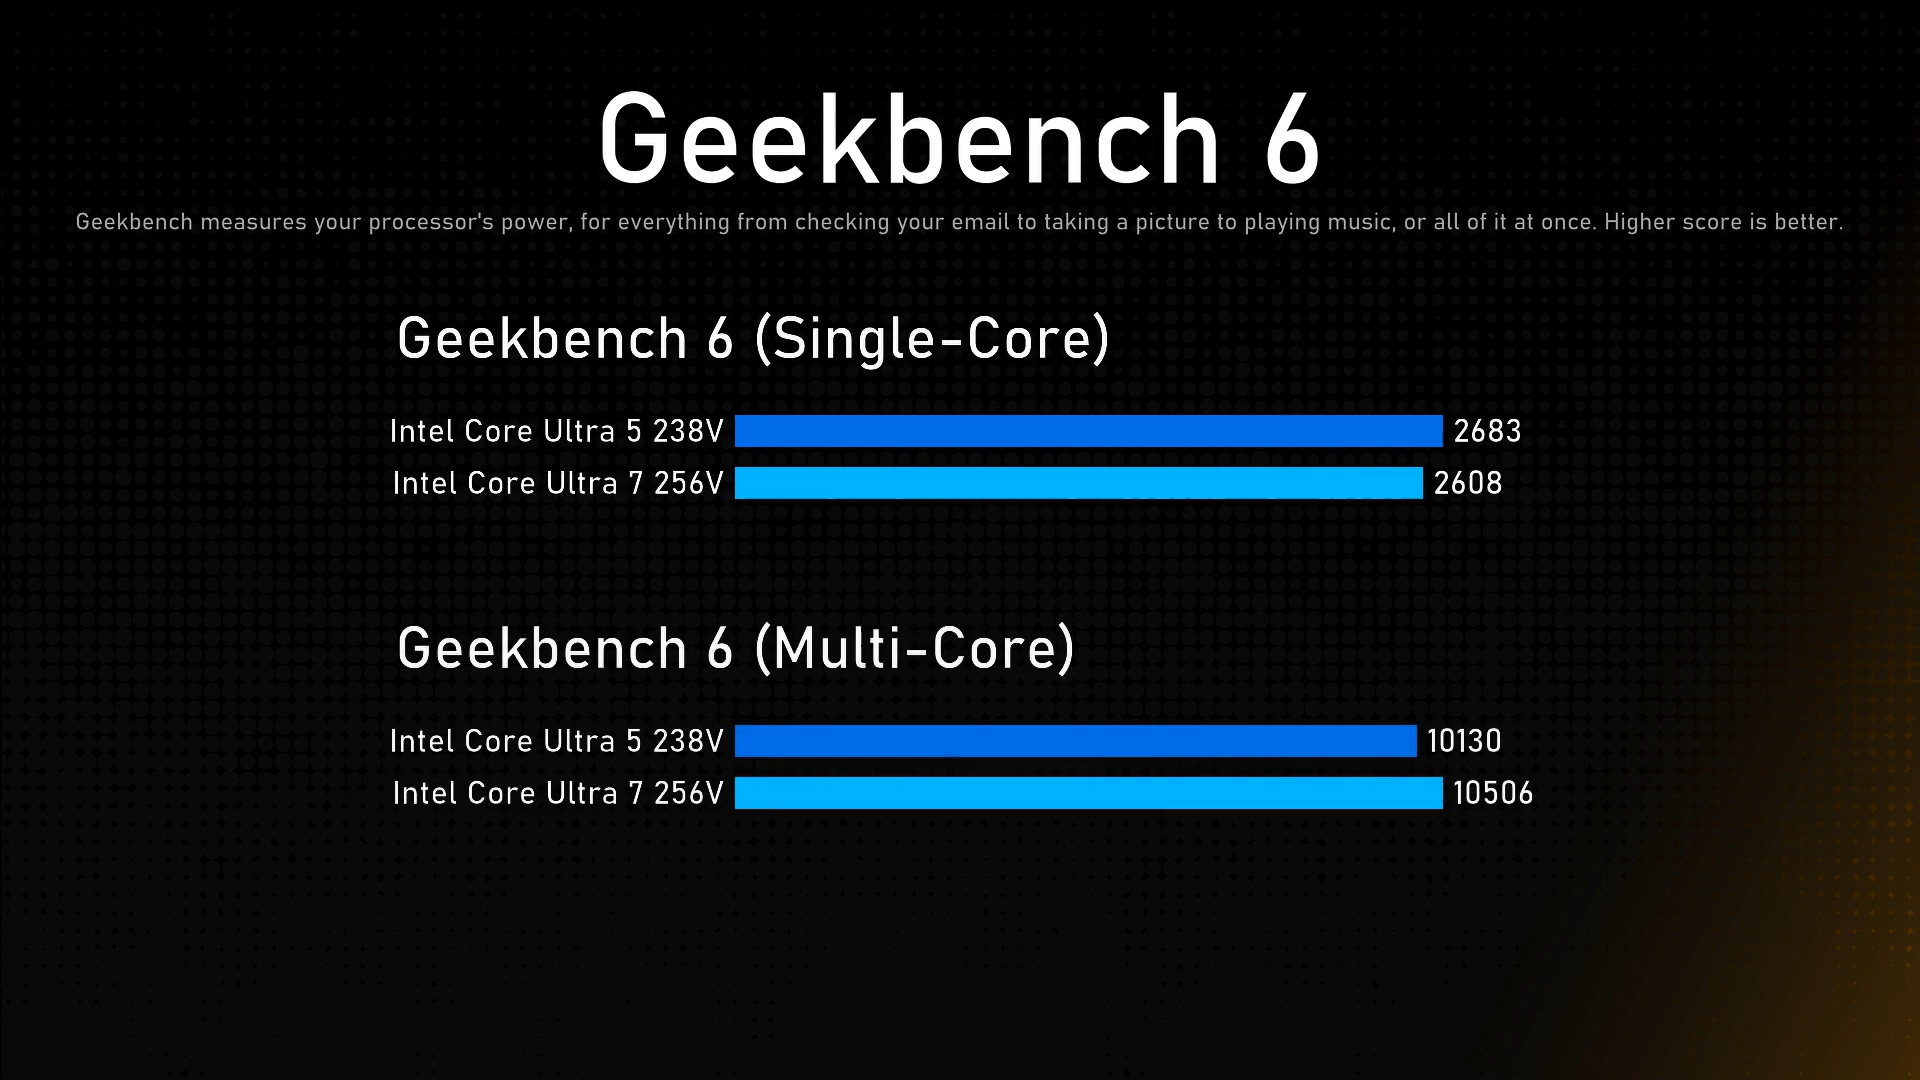 Geekbench 6
Geekbench measures your processor's power, for everything from checking your email to taking a picture to playing music, or all of it at once. Higher score is better.
Geekbench 6 (Single-Core)
Intel Core Ultra 5 238V 2683
Intel Core Ultra 7 256V 2608
Geekbench 6 (Multi-Core)
Intel Core Ultra 5 238V 10130
Intel Core Ultra 7 256V 10506